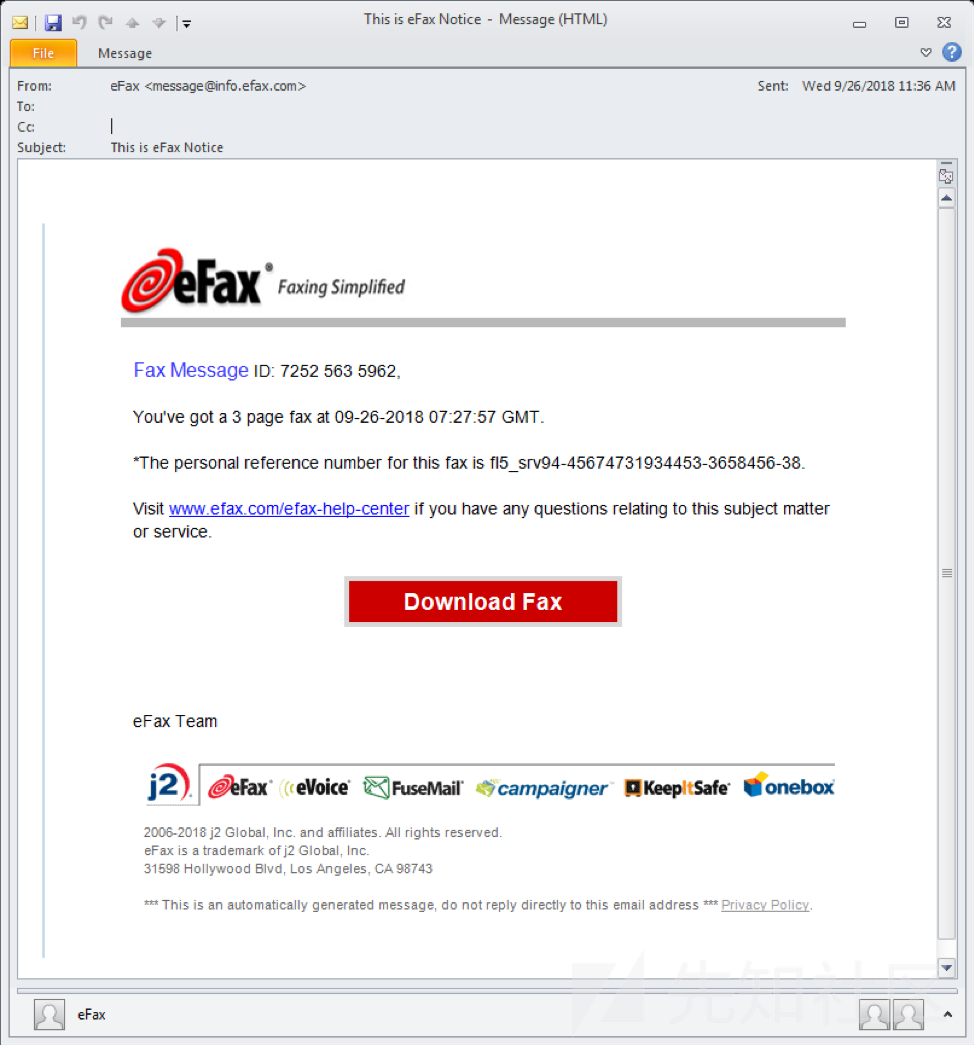 This is eFax Notice - Message (HTML)
File Message
From: eFax <message@info.efax.com> Sent: Wed 9/26/2018 11:36 AM
To:
Cc:
Subject: This is eFax Notice
eFax® Faxing Simplified
Fax Message ID: 7252 563 5962,
You've got a 3 page fax at 09-26-2018 07:27:57 GMT.
*The personal reference number for this fax is fl5_srv94-45674731934453-3658456-38.
Visit www.efax.com/efax-help-center if you have any questions relating to this subject matter
or service.
Download Fax
eFax Team
j2 eFax® eVoice® FuseMail® campaigner™ KeepItSafe® onebox®
2006-2018 j2 Global, Inc. and affiliates. All rights reserved.
eFax is a trademark of j2 Global, Inc.
31598 Hollywood Blvd, Los Angeles, CA 98743
*** This is an automatically generated message, do not reply directly to this email address *** Privacy Policy.
先知社区
eFax